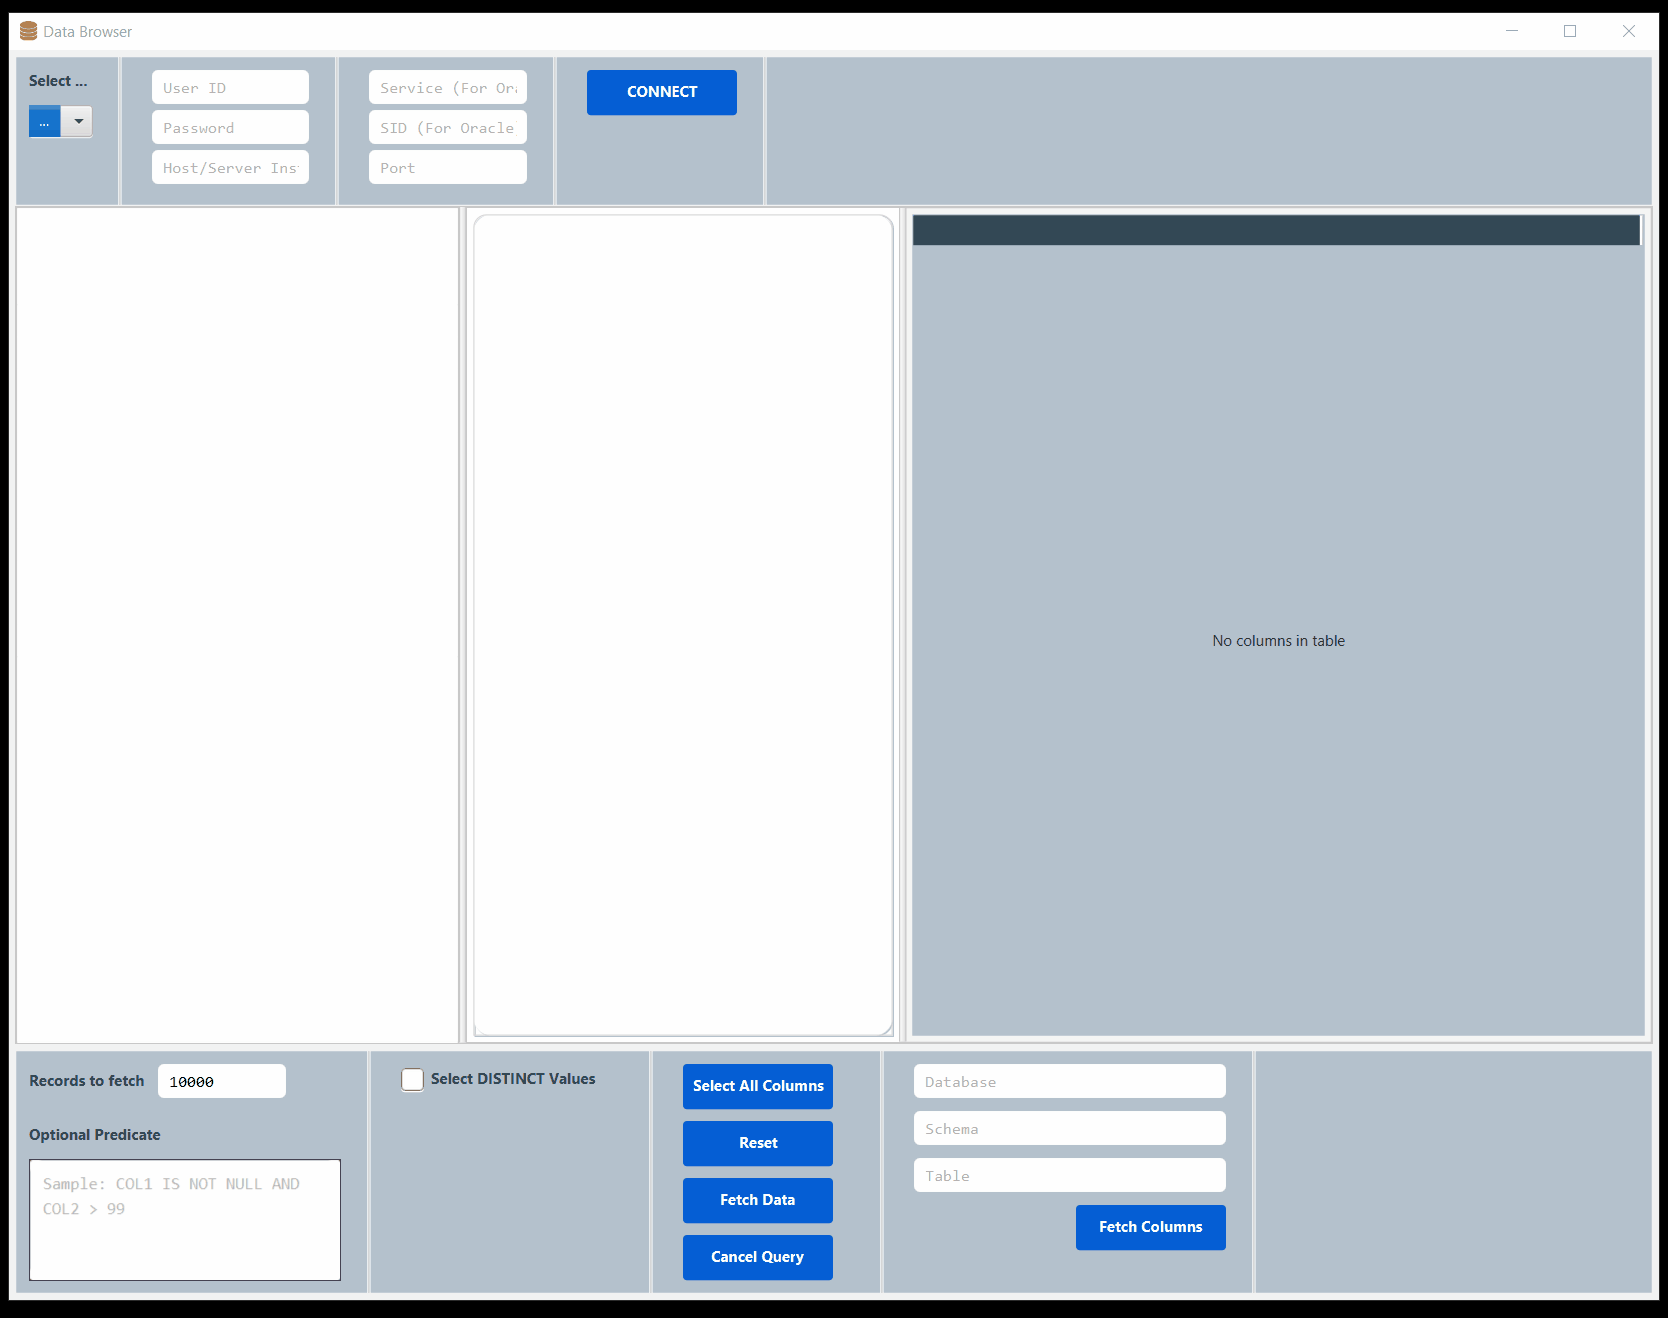 Data Browser
Select ...
...
User ID
Password
Host/Server Ins
Service (For Ora
SID (For Oracle
Port
CONNECT
No columns in table
Records to fetch
10000
Optional Predicate
Sample: COL1 IS NOT NULL AND
COL2 > 99
Select DISTINCT Values
Select All Columns
Reset
Fetch Data
Cancel Query
Database
Schema
Table
Fetch Columns